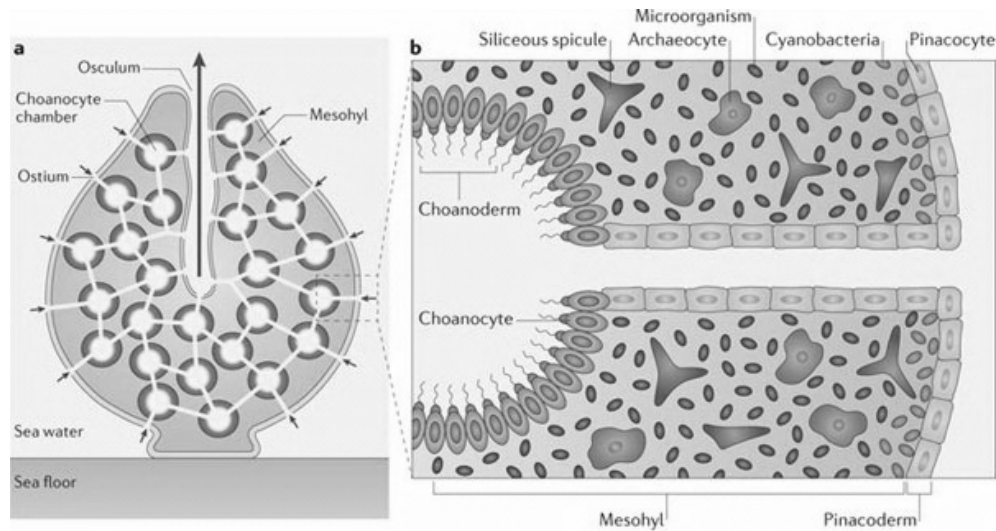 a
Osculum
Choanocyte
chamber
Mesohyl
Ostium
Sea water
Sea floor
b
Microorganism
Siliceous spicule
Archaeocyte
Cyanobacteria
Pinacocyte
Choanoderm
Choanocyte
Mesohyl
Pinacoderm